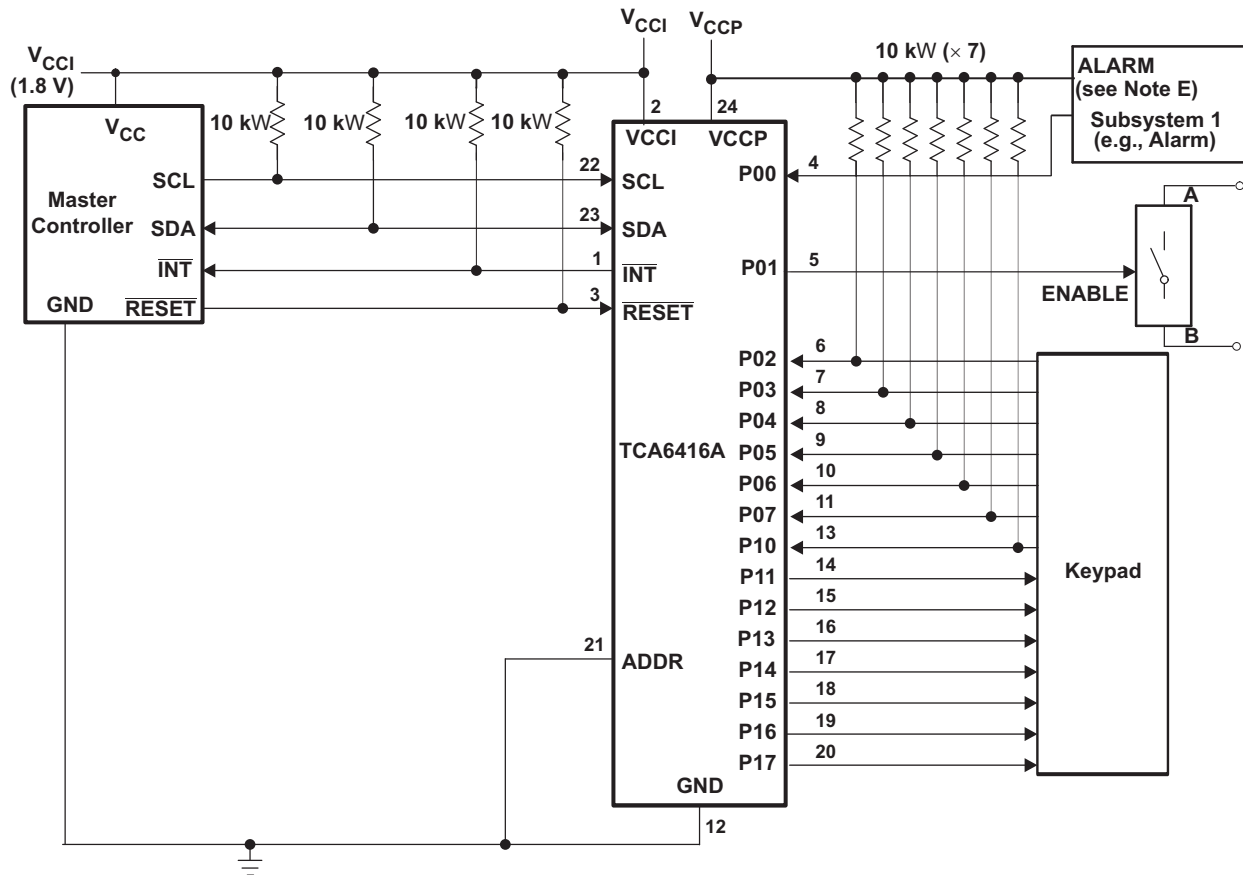 VCCI
(1.8 V)
VCC
Master
Controller
SCL
SDA
INT
RESET
GND
10 kW
10 kW
10 kW
10 kW
VCCI
VCCP
2
24
VCCI
VCCP
22
SCL
23
SDA
1
INT
3
RESET
TCA6416A
21
ADDR
GND
12
10 kW (× 7)
ALARM
(see Note E)
Subsystem 1
(e.g., Alarm)
P00
4
P01
5
ENABLE
A
B
P02
6
P03
7
P04
8
P05
9
P06
10
P07
11
P10
13
P11
14
P12
15
P13
16
P14
17
P15
18
P16
19
P17
20
Keypad